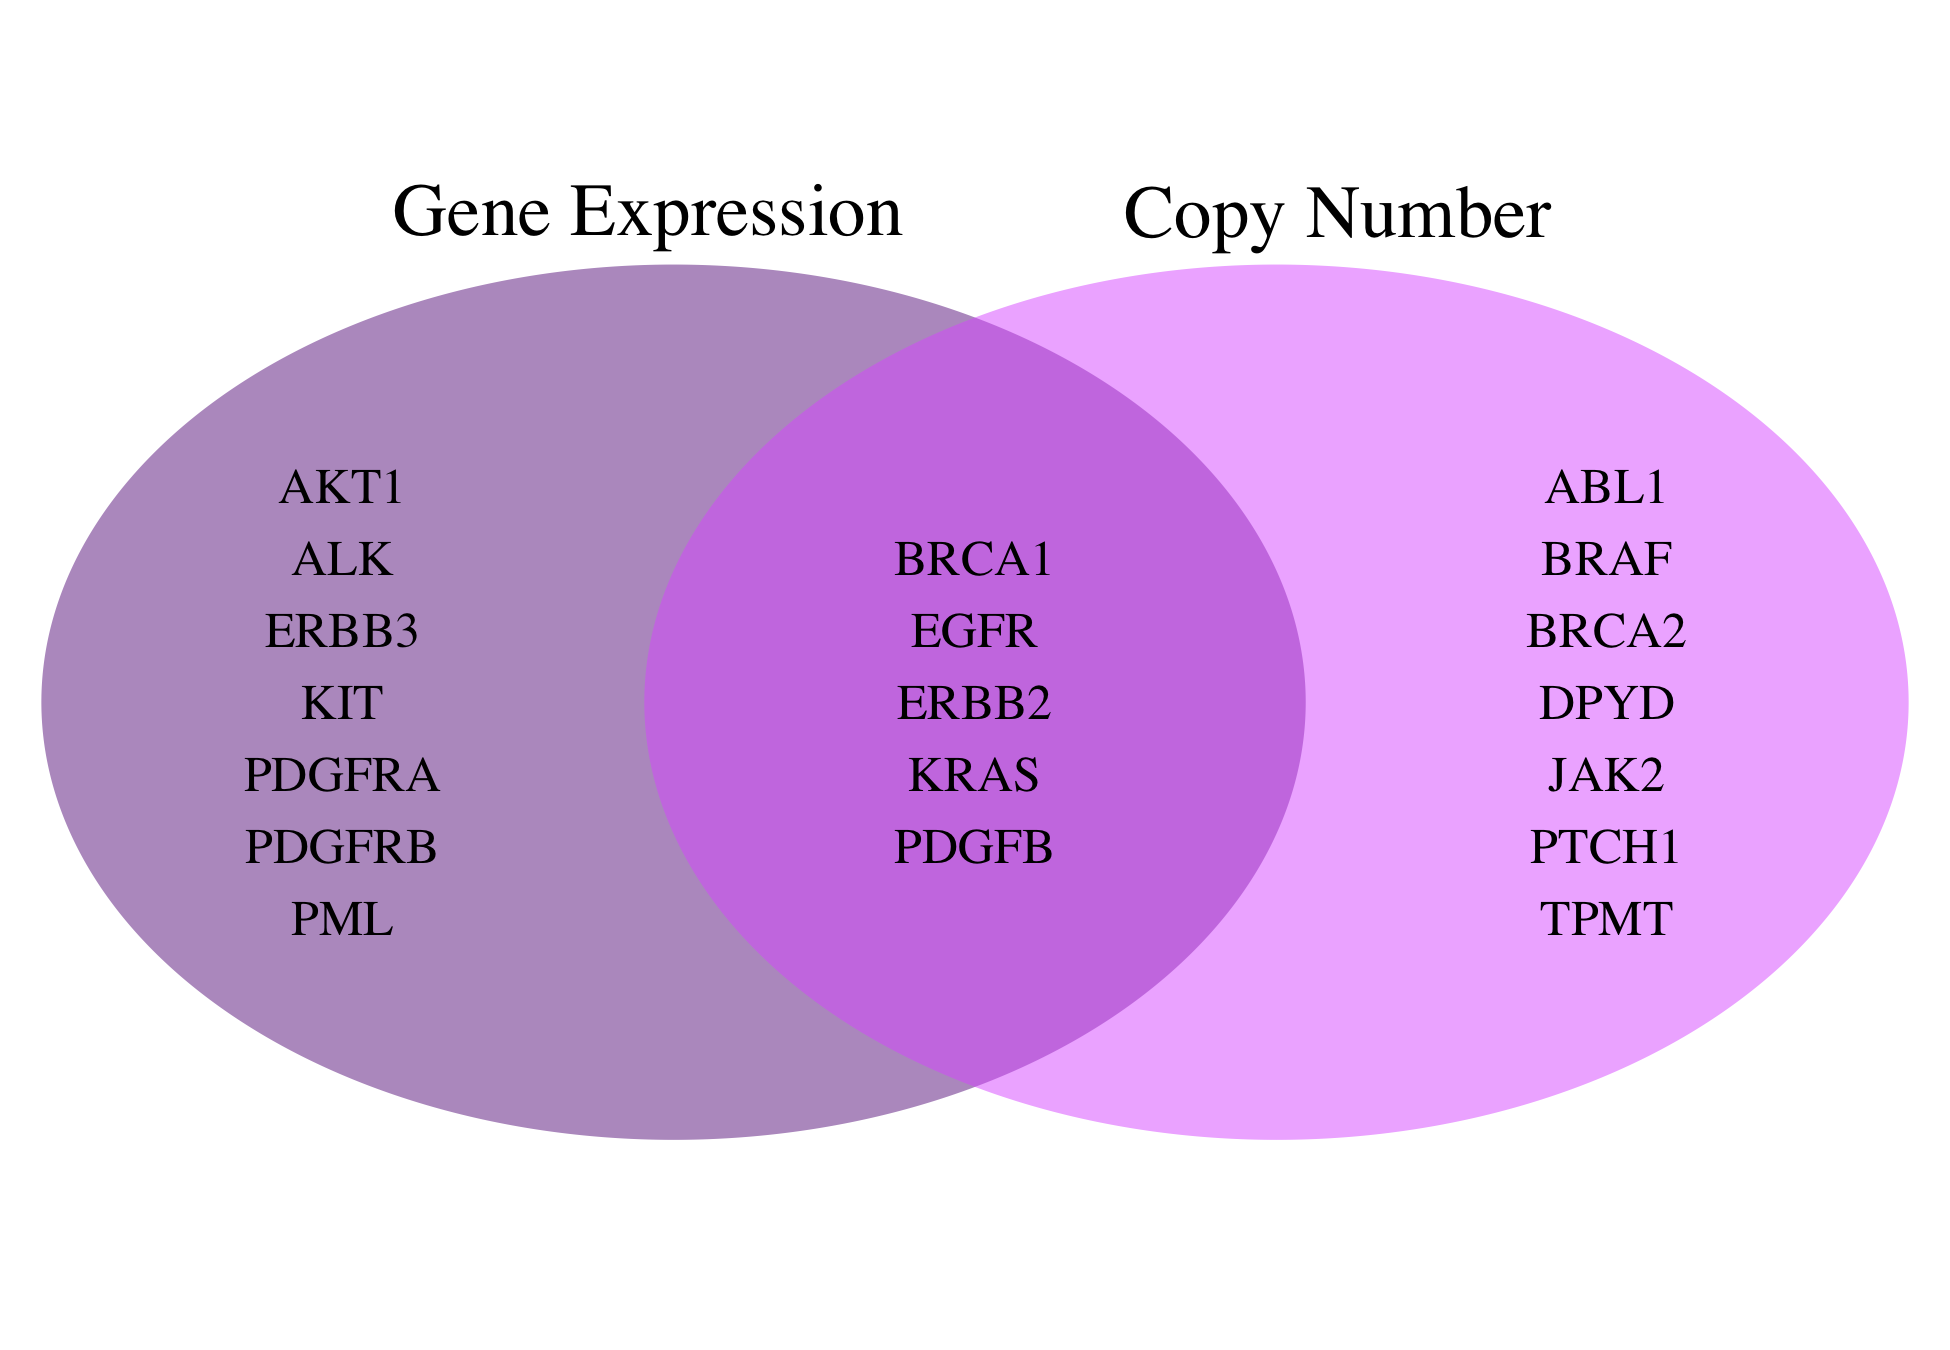 Gene Expression
Copy Number
AKT1
ALK
ERBB3
KIT
PDGFRA
PDGFRB
PML
BRCA1
EGFR
ERBB2
KRAS
PDGFB
ABL1
BRAF
BRCA2
DPYD
JAK2
PTCH1
TPMT